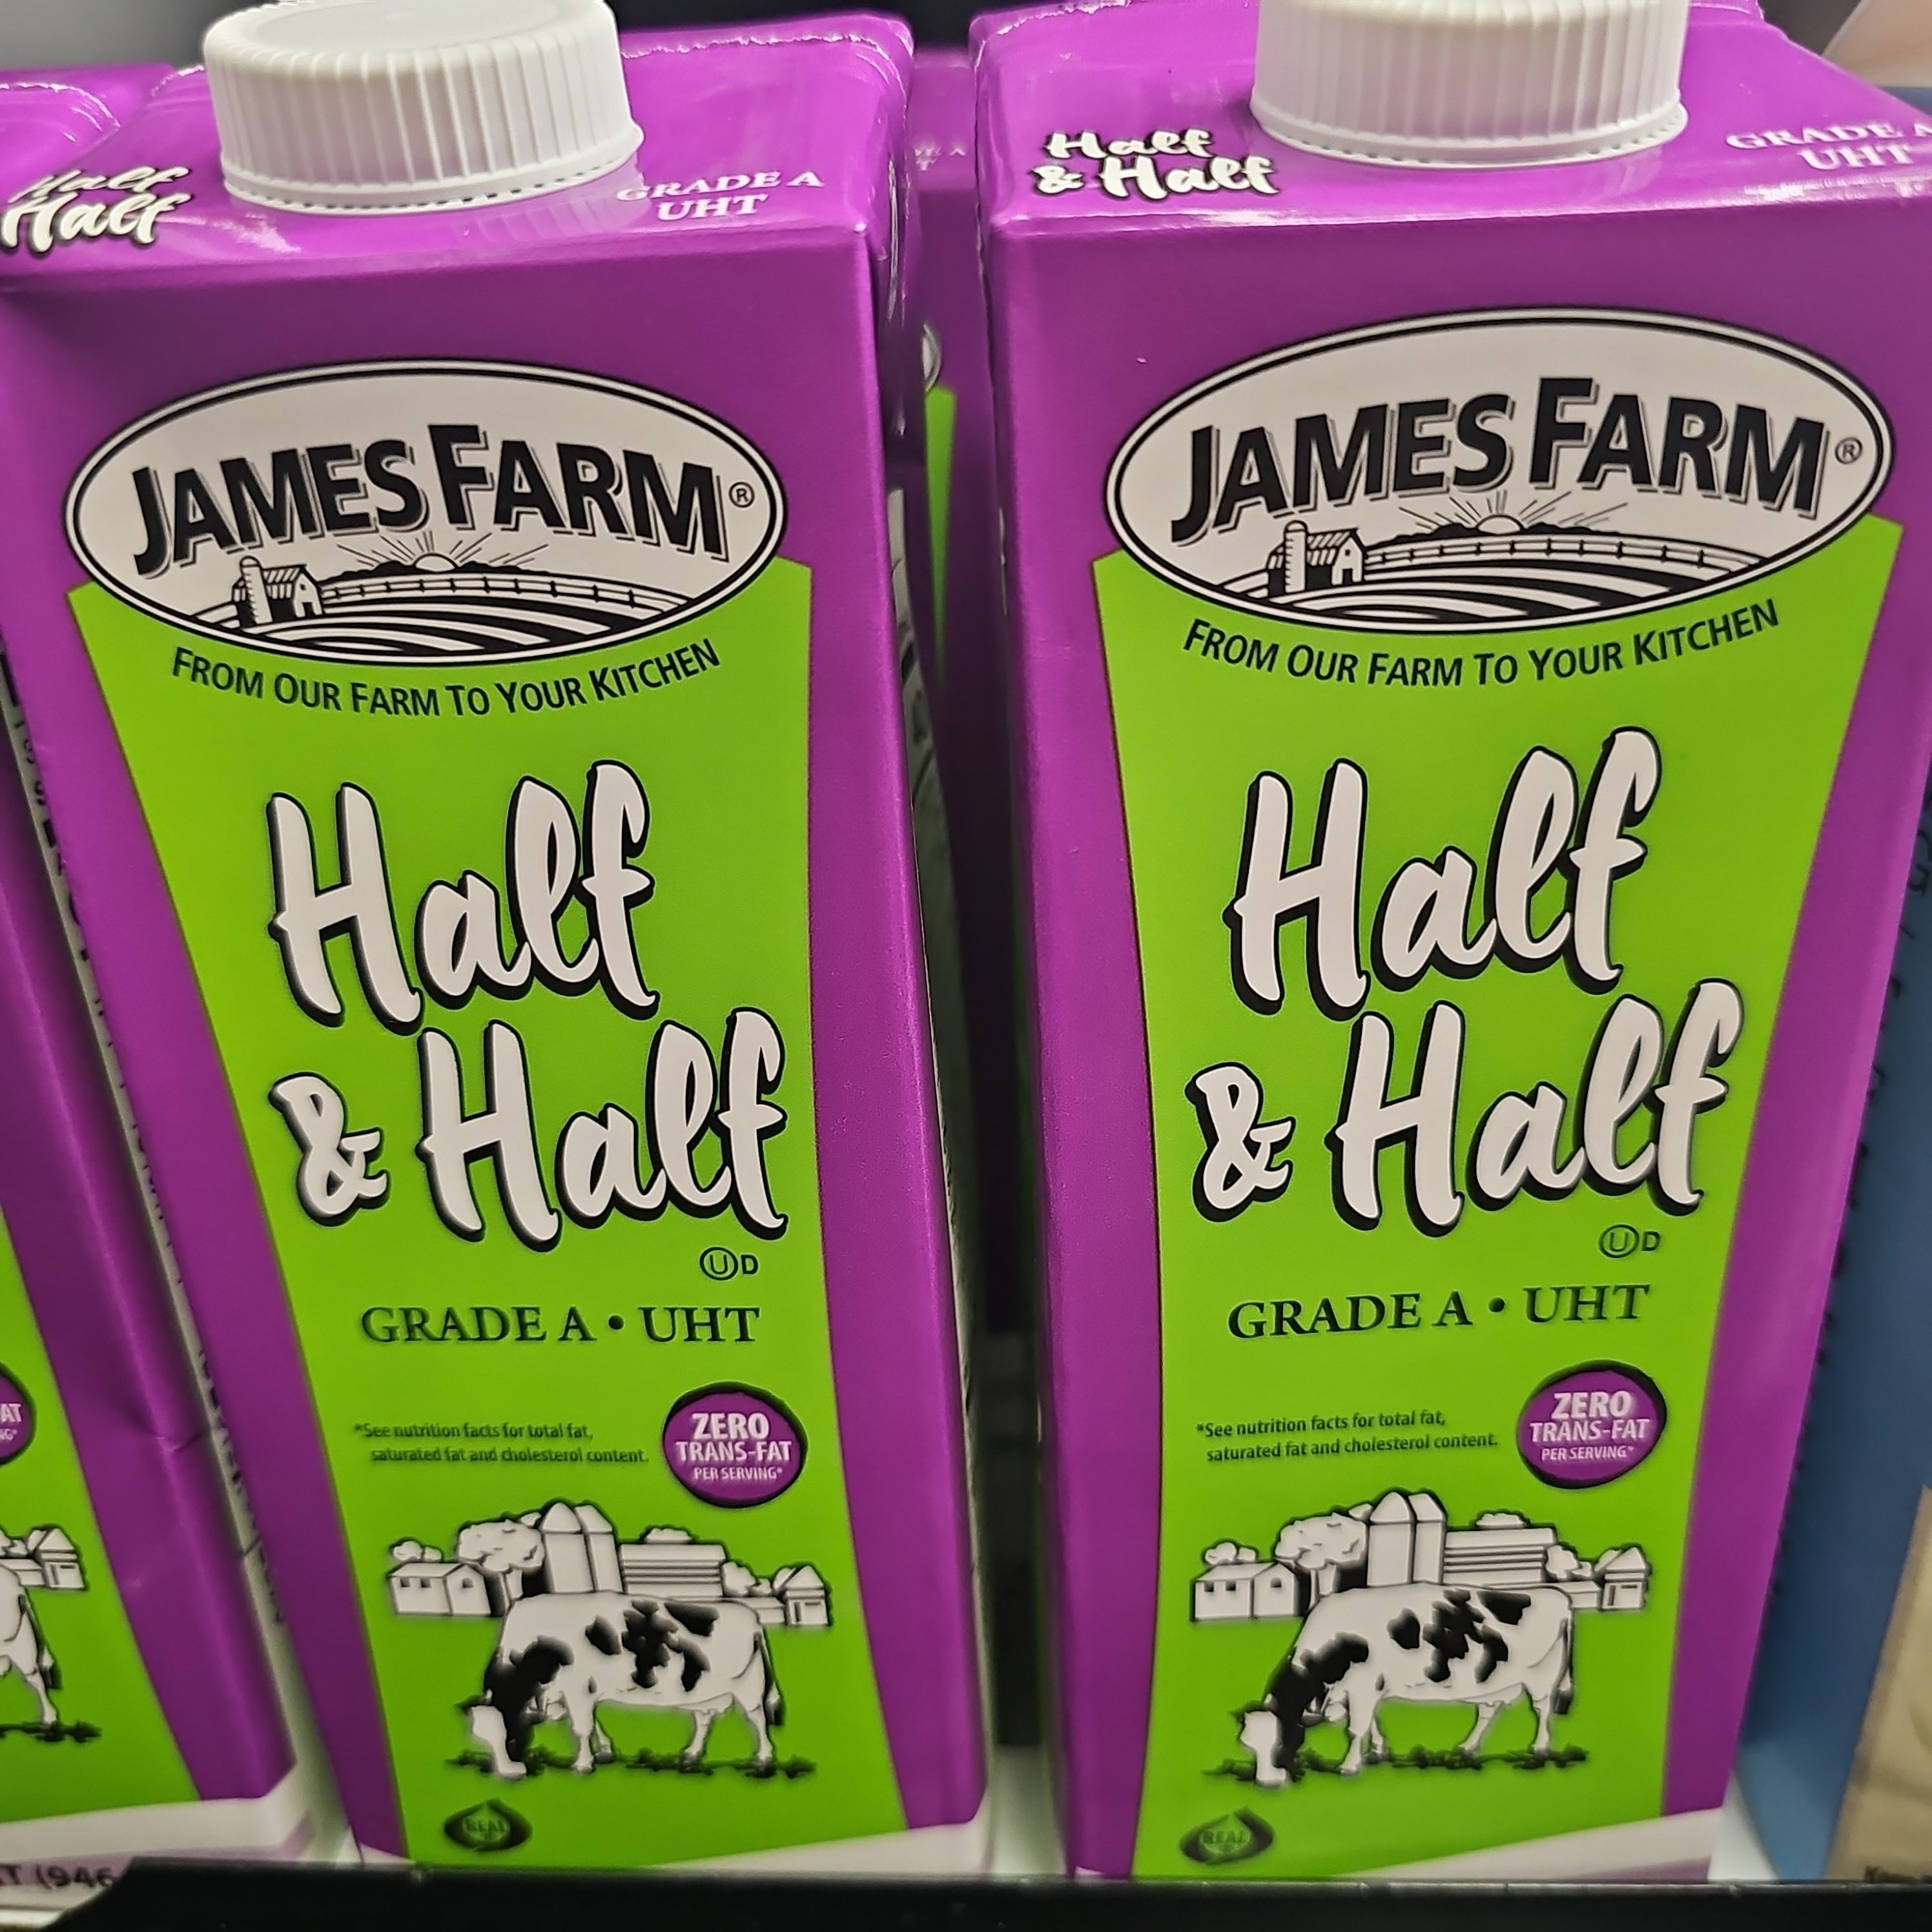 Half
Half
GRADE A
UHT
JAMES FARM®
FROM OUR FARM TO YOUR KITCHEN
Half
& Half
UD
GRADE A • UHT
*See nutrition facts for total fat,
saturated fat and cholesterol content.
ZERO
TRANS-FAT
PER SERVING*
REAL
Half
& Half
GRADE A
UHT
JAMES FARM®
FROM OUR FARM TO YOUR KITCHEN
Half
& Half
UD
GRADE A • UHT
*See nutrition facts for total fat,
saturated fat and cholesterol content.
ZERO
TRANS-FAT
PER SERVING*
REAL
(946